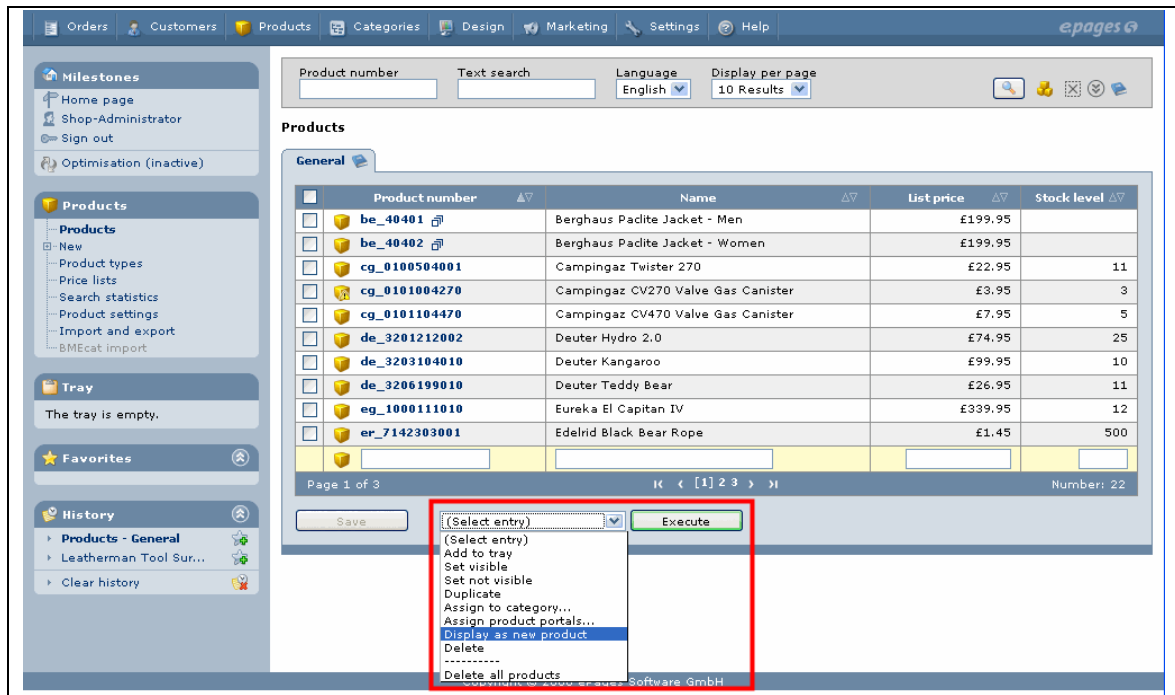 Orders Customers Products Categories Design Marketing Settings Help epages
Milestones
Home page
Shop-Administrator
Sign out
Optimisation (inactive)
Products
Products
New
Product types
Price lists
Search statistics
Product settings
Import and export
BMEcat import
Tray
The tray is empty.
Favorites
History
Products - General
Leatherman Tool Sur...
Clear history
Product number Text search Language Display per page
English 10 Results
Products
General
Product number Name List price Stock level
be_40401 Berghaus Paclite Jacket - Men £199.95
be_40402 Berghaus Paclite Jacket - Women £199.95
cg_0100504001 Campingaz Twister 270 £22.95 11
cg_0101004270 Campingaz CV270 Valve Gas Canister £3.95 3
cg_0101104470 Campingaz CV470 Valve Gas Canister £7.95 5
de_3201212002 Deuter Hydro 2.0 £74.95 25
de_3203104010 Deuter Kangaroo £99.95 10
de_3206199010 Deuter Teddy Bear £26.95 11
eg_1000111010 Eureka El Capitan IV £339.95 12
er_7142303001 Edelrid Black Bear Rope £1.45 500
Page 1 of 3 [1] 2 3 Number: 22
Save (Select entry) Execute
(Select entry)
Add to tray
Set visible
Set not visible
Duplicate
Assign to category...
Assign product portals...
Display as new product
Delete
----------
Delete all products
Software GmbH